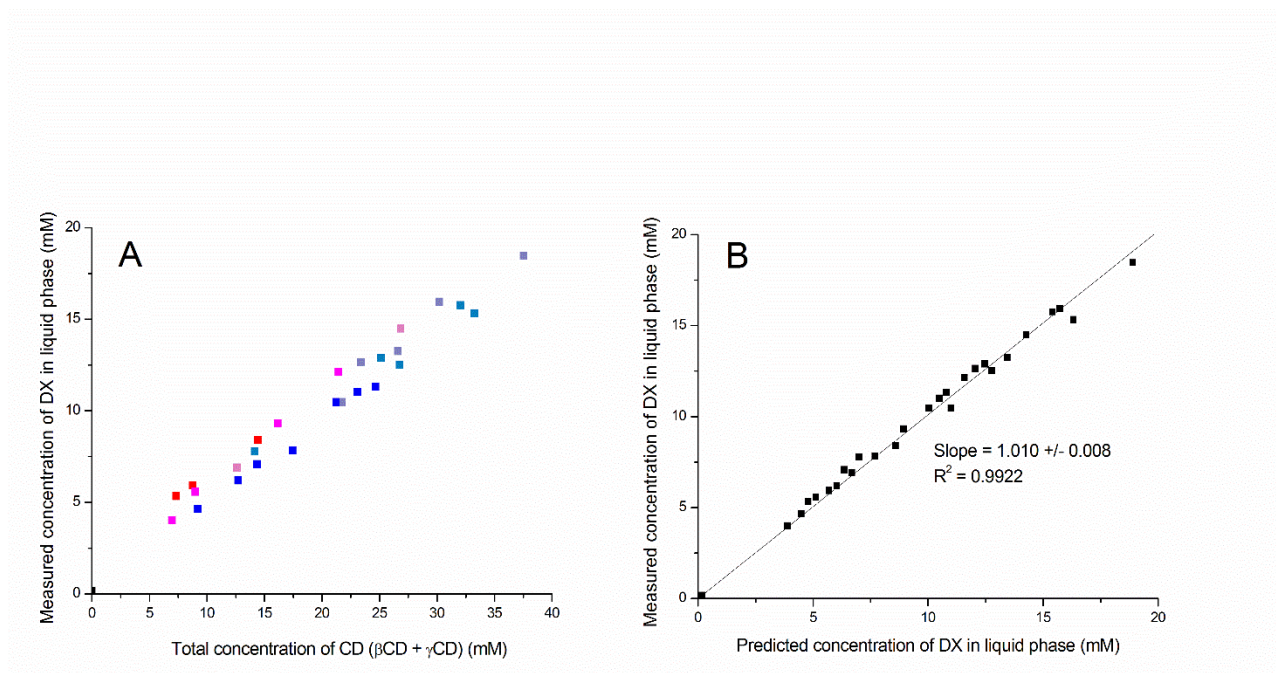 A
Measured concentration of DX in liquid phase (mM)
20
15
10
5
0
0 5 10 15 20 25 30 35 40
Total concentration of CD (βCD + γCD) (mM)
B
Measured concentration of DX in liquid phase (mM)
20
15
10
5
0
Slope = 1.010 +/- 0.008
R² = 0.9922
0 5 10 15 20
Predicted concentration of DX in liquid phase (mM)